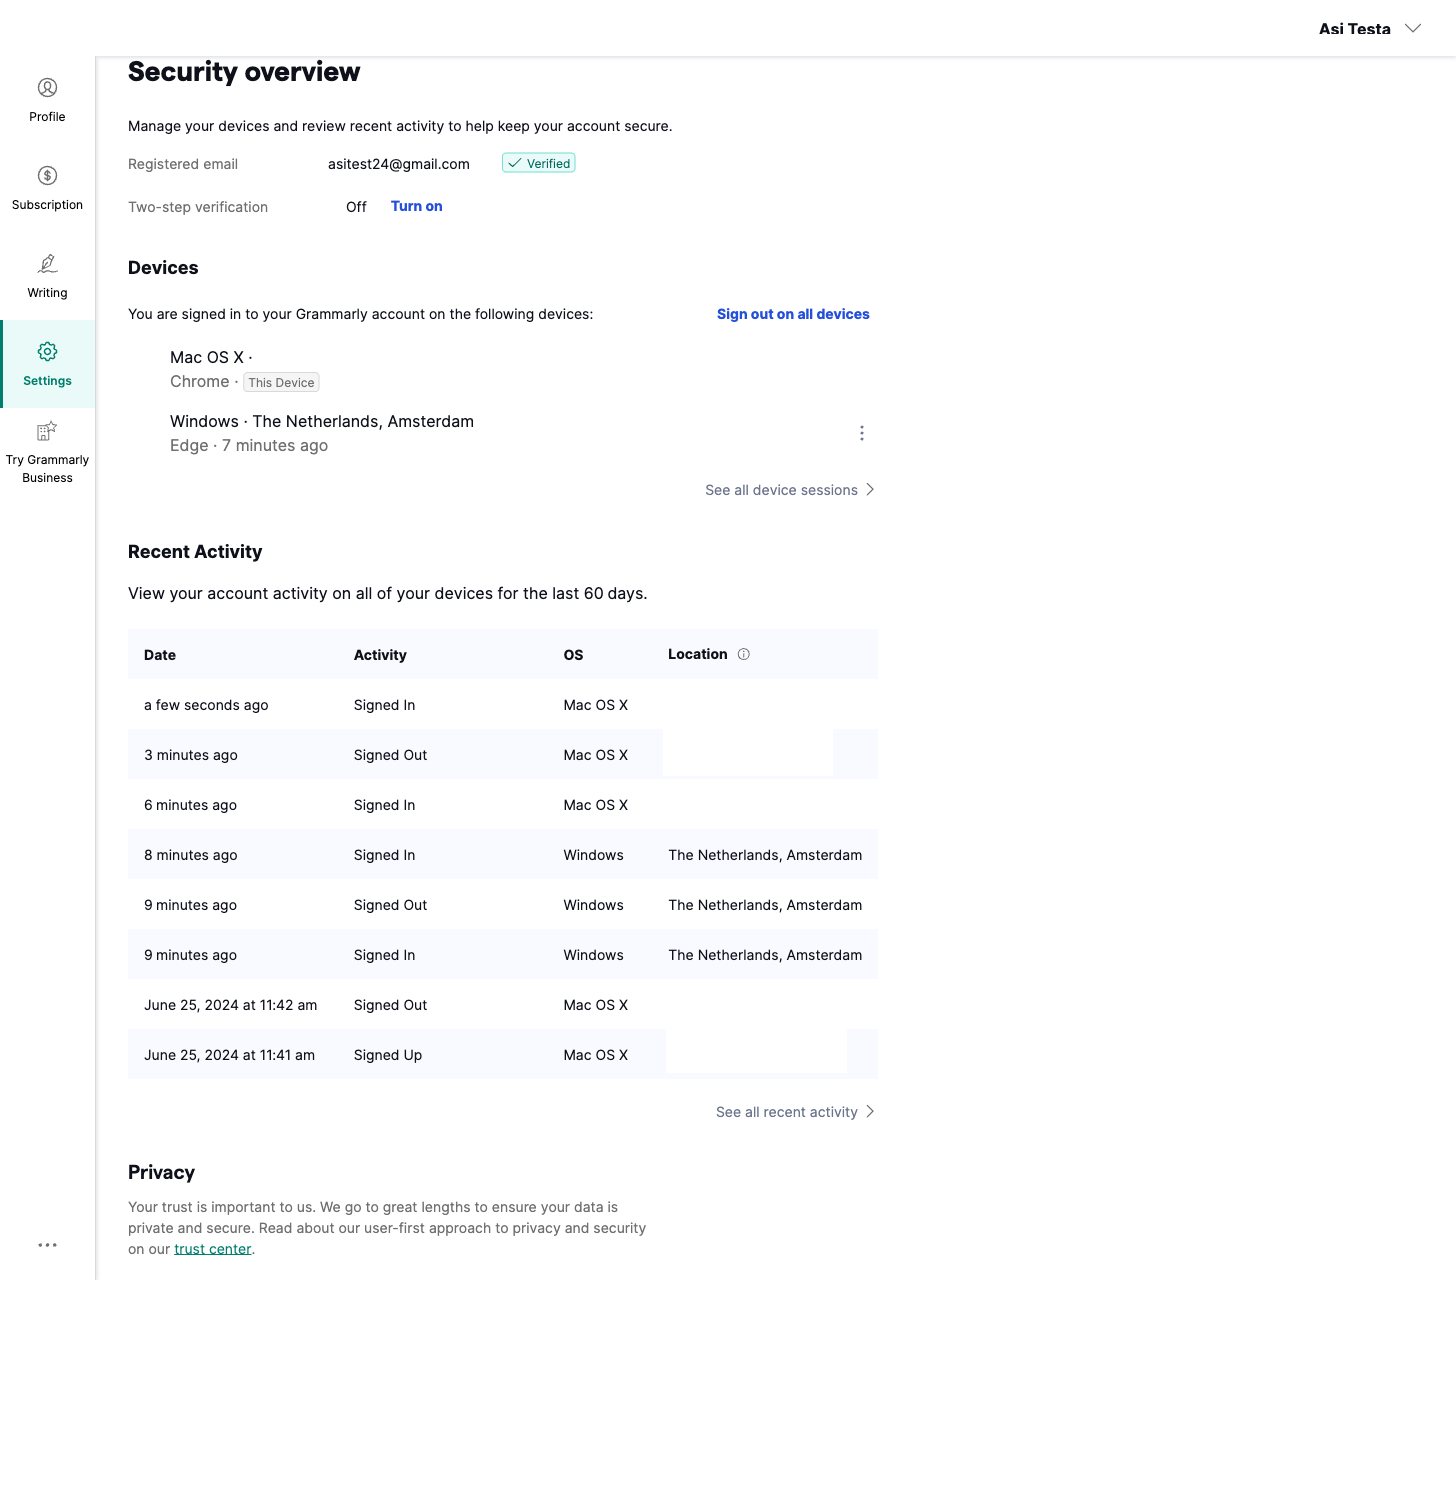 Asi Testa
Profile
Subscription
Writing
Settings
Try Grammarly
Business
Security overview
Manage your devices and review recent activity to help keep your account secure.
Registered email asitest24@gmail.com Verified
Two-step verification Off Turn on
Devices
You are signed in to your Grammarly account on the following devices: Sign out on all devices
Mac OS X ·
Chrome · This Device
Windows · The Netherlands, Amsterdam
Edge · 7 minutes ago
See all device sessions
Recent Activity
View your account activity on all of your devices for the last 60 days.
Date Activity OS Location
a few seconds ago Signed In Mac OS X
3 minutes ago Signed Out Mac OS X
6 minutes ago Signed In Mac OS X
8 minutes ago Signed In Windows The Netherlands, Amsterdam
9 minutes ago Signed Out Windows The Netherlands, Amsterdam
9 minutes ago Signed In Windows The Netherlands, Amsterdam
June 25, 2024 at 11:42 am Signed Out Mac OS X
June 25, 2024 at 11:41 am Signed Up Mac OS X
See all recent activity
Privacy
Your trust is important to us. We go to great lengths to ensure your data is
private and secure. Read about our user-first approach to privacy and security
on our trust center.